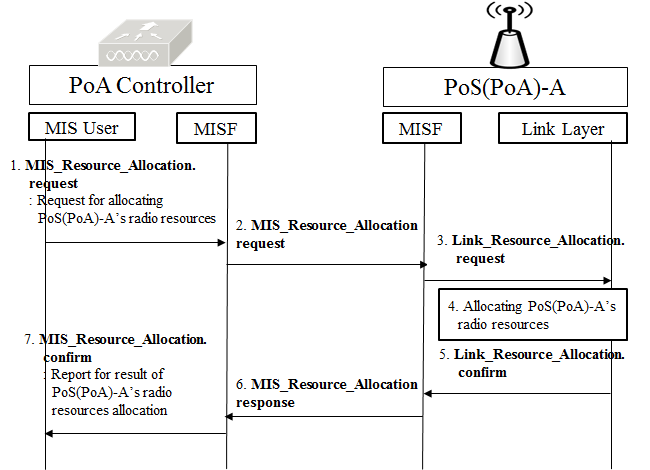 PoA Controller
PoS(PoA)-A
MIS User
MISF
MISF
Link Layer
1. MIS_Resource_Allocation.
request
: Request for allocating
PoS(PoA)-A's radio resources
2. MIS_Resource_Allocation
request
3. Link_Resource_Allocation.
request
4. Allocating PoS(PoA)-A's
radio resources
5. Link_Resource_Allocation.
confirm
6. MIS_Resource_Allocation
response
7. MIS_Resource_Allocation.
confirm
: Report for result of
PoS(PoA)-A's radio
resources allocation